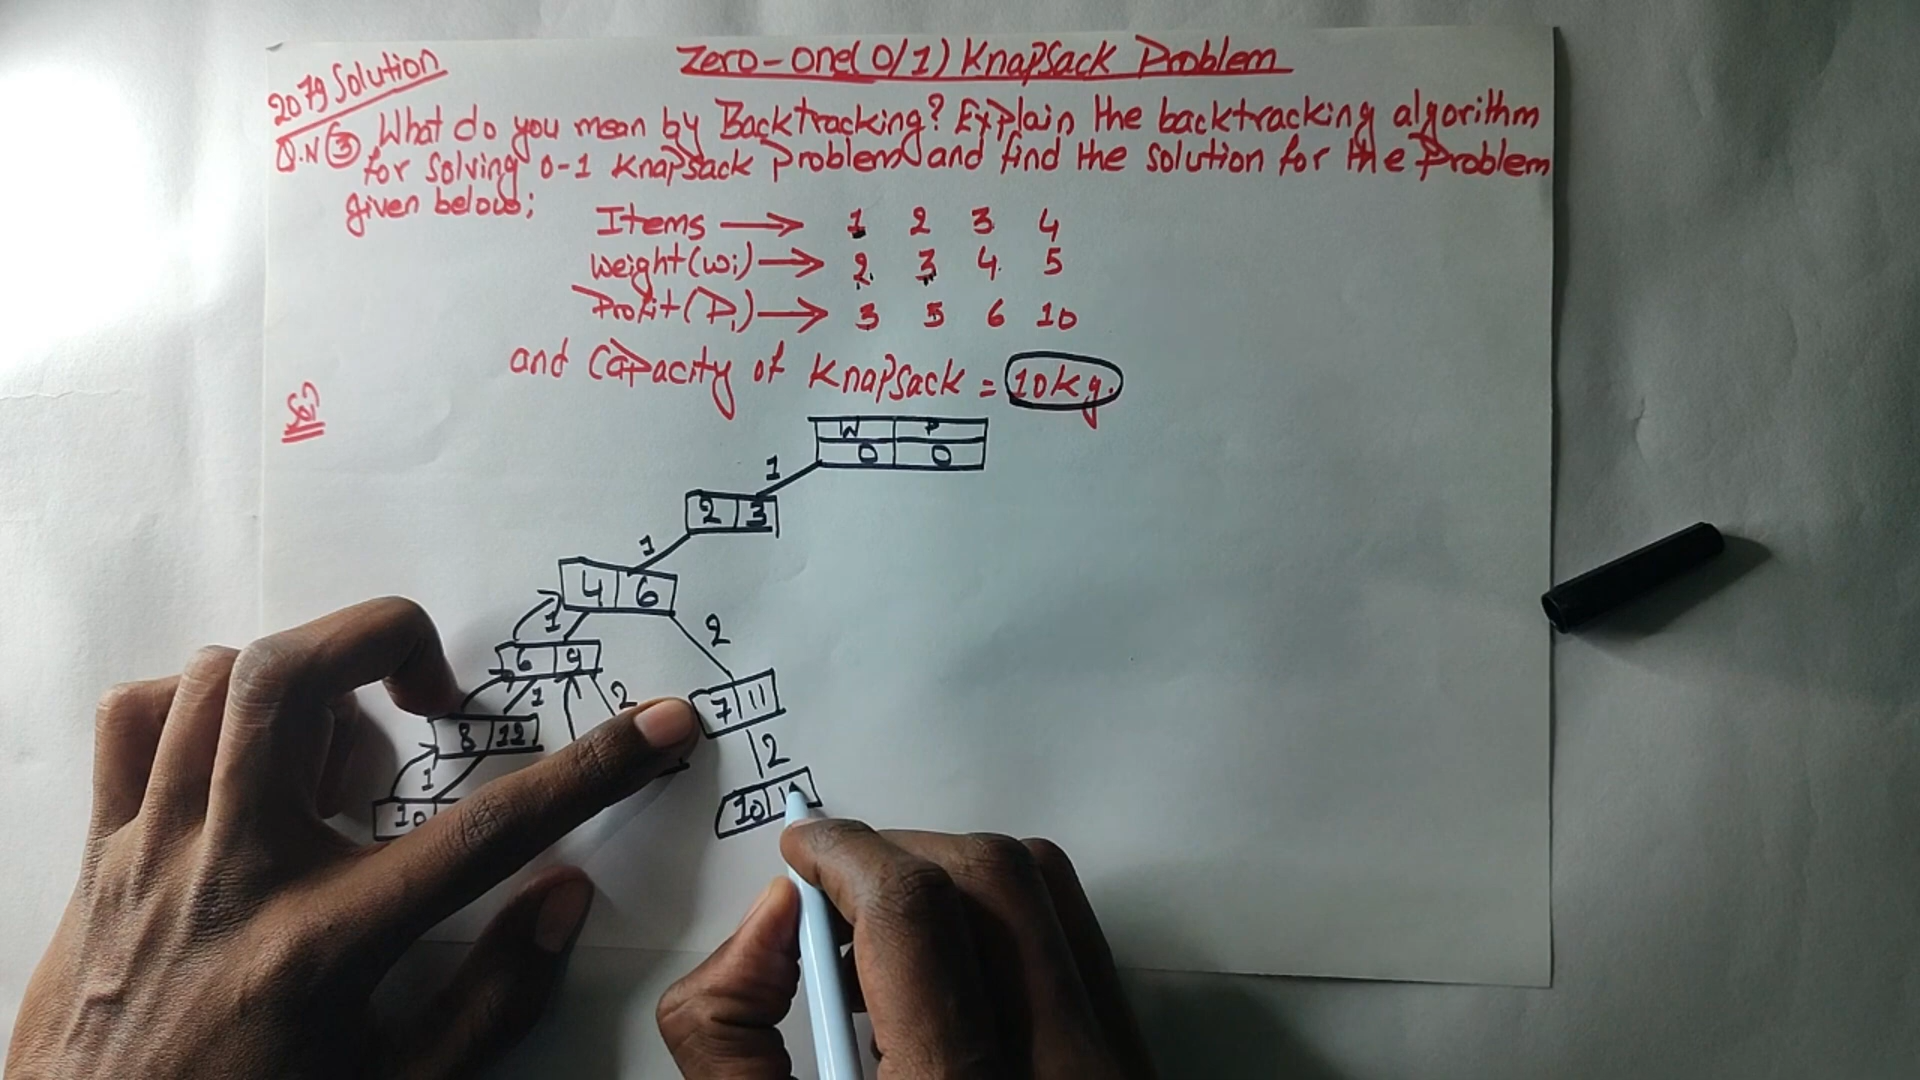 2079 Solution
Zero-one(0/1) Knapsack Problem
Q.N ③ What do you mean by Backtracking? Explain the backtracking algorithm
for solving 0-1 Knapsack Problem and find the solution for the Problem
given below;
Items → 1 2 3 4
Weight(wi) → 2 3 4 5
Profit(Pi) → 3 5 6 10
and Capacity of Knapsack = 10kg.
Sol
W P
0 0
1
2 3
1
4 6
1 2
6 9
1 2
7 11
8 12
2
1
10
10